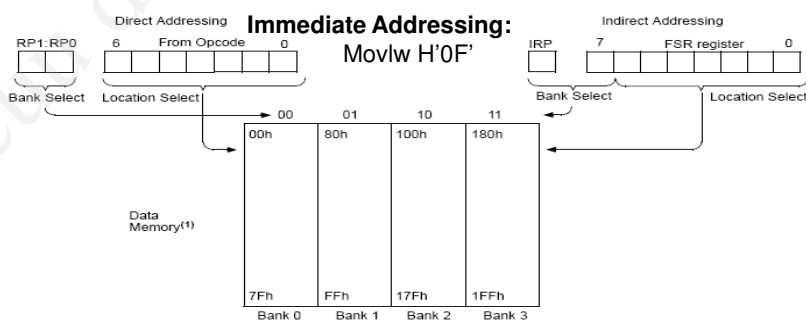 Direct Addressing
Immediate Addressing:
Indirect Addressing
RP1:RP0 6 From Opcode 0
Movlw H'0F'
IRP 7 FSR register 0
Bank Select Location Select
Bank Select Location Select
00 01 10 11
00h 80h 100h 180h
Data
Memory(1)
7Fh FFh 17Fh 1FFh
Bank 0 Bank 1 Bank 2 Bank 3